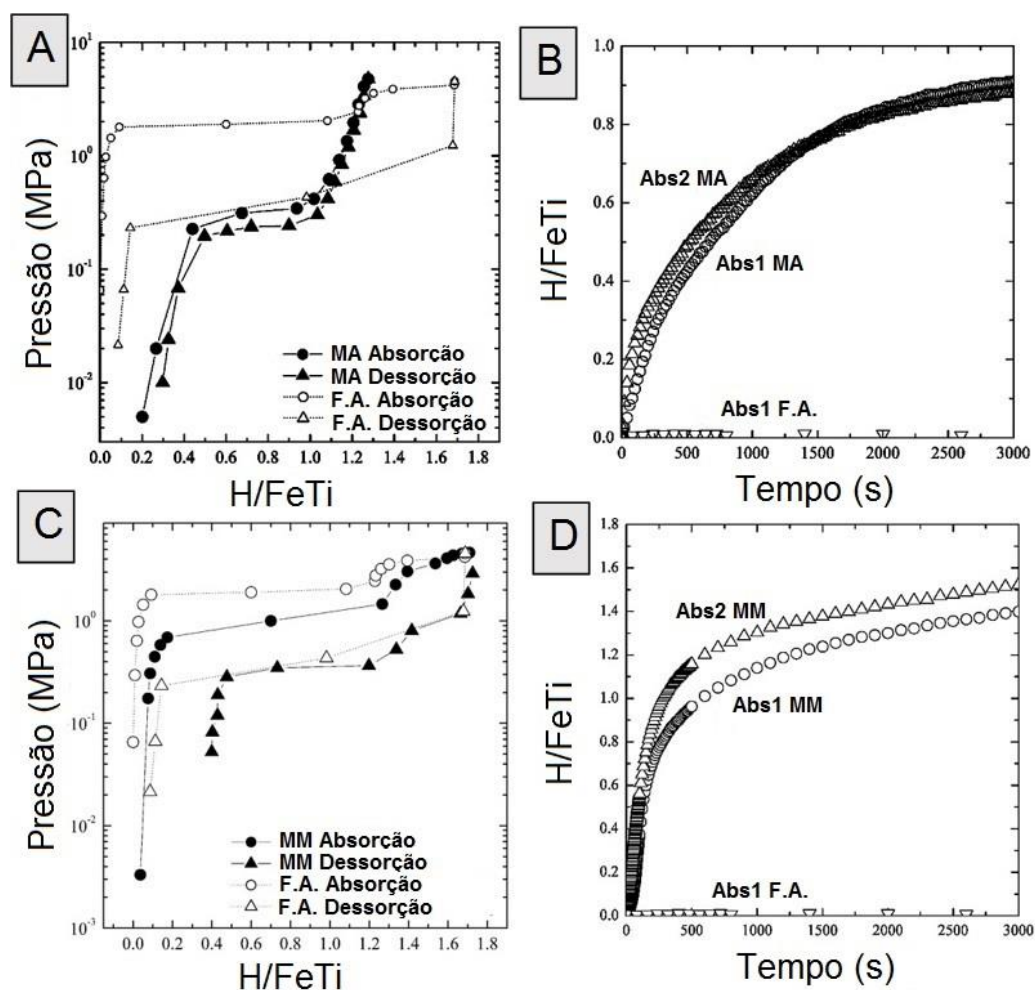 A
Pressão (MPa)
10¹
10⁰
10⁻¹
10⁻²
MA Absorção
MA Dessorção
F.A. Absorção
F.A. Dessorção
0.0 0.2 0.4 0.6 0.8 1.0 1.2 1.4 1.6 1.8
H/FeTi
B
H/FeTi
1.0
0.8
0.6
0.4
0.2
0.0
Abs2 MA
Abs1 MA
Abs1 F.A.
0 500 1000 1500 2000 2500 3000
Tempo (s)
C
Pressão (MPa)
10⁰
10⁻¹
10⁻²
10⁻³
MM Absorção
MM Dessorção
F.A. Absorção
F.A. Dessorção
0.0 0.2 0.4 0.6 0.8 1.0 1.2 1.4 1.6 1.8
H/FeTi
D
H/FeTi
1.8
1.6
1.4
1.2
1.0
0.8
0.6
0.4
0.2
0.0
Abs2 MM
Abs1 MM
Abs1 F.A.
0 500 1000 1500 2000 2500 3000
Tempo (s)